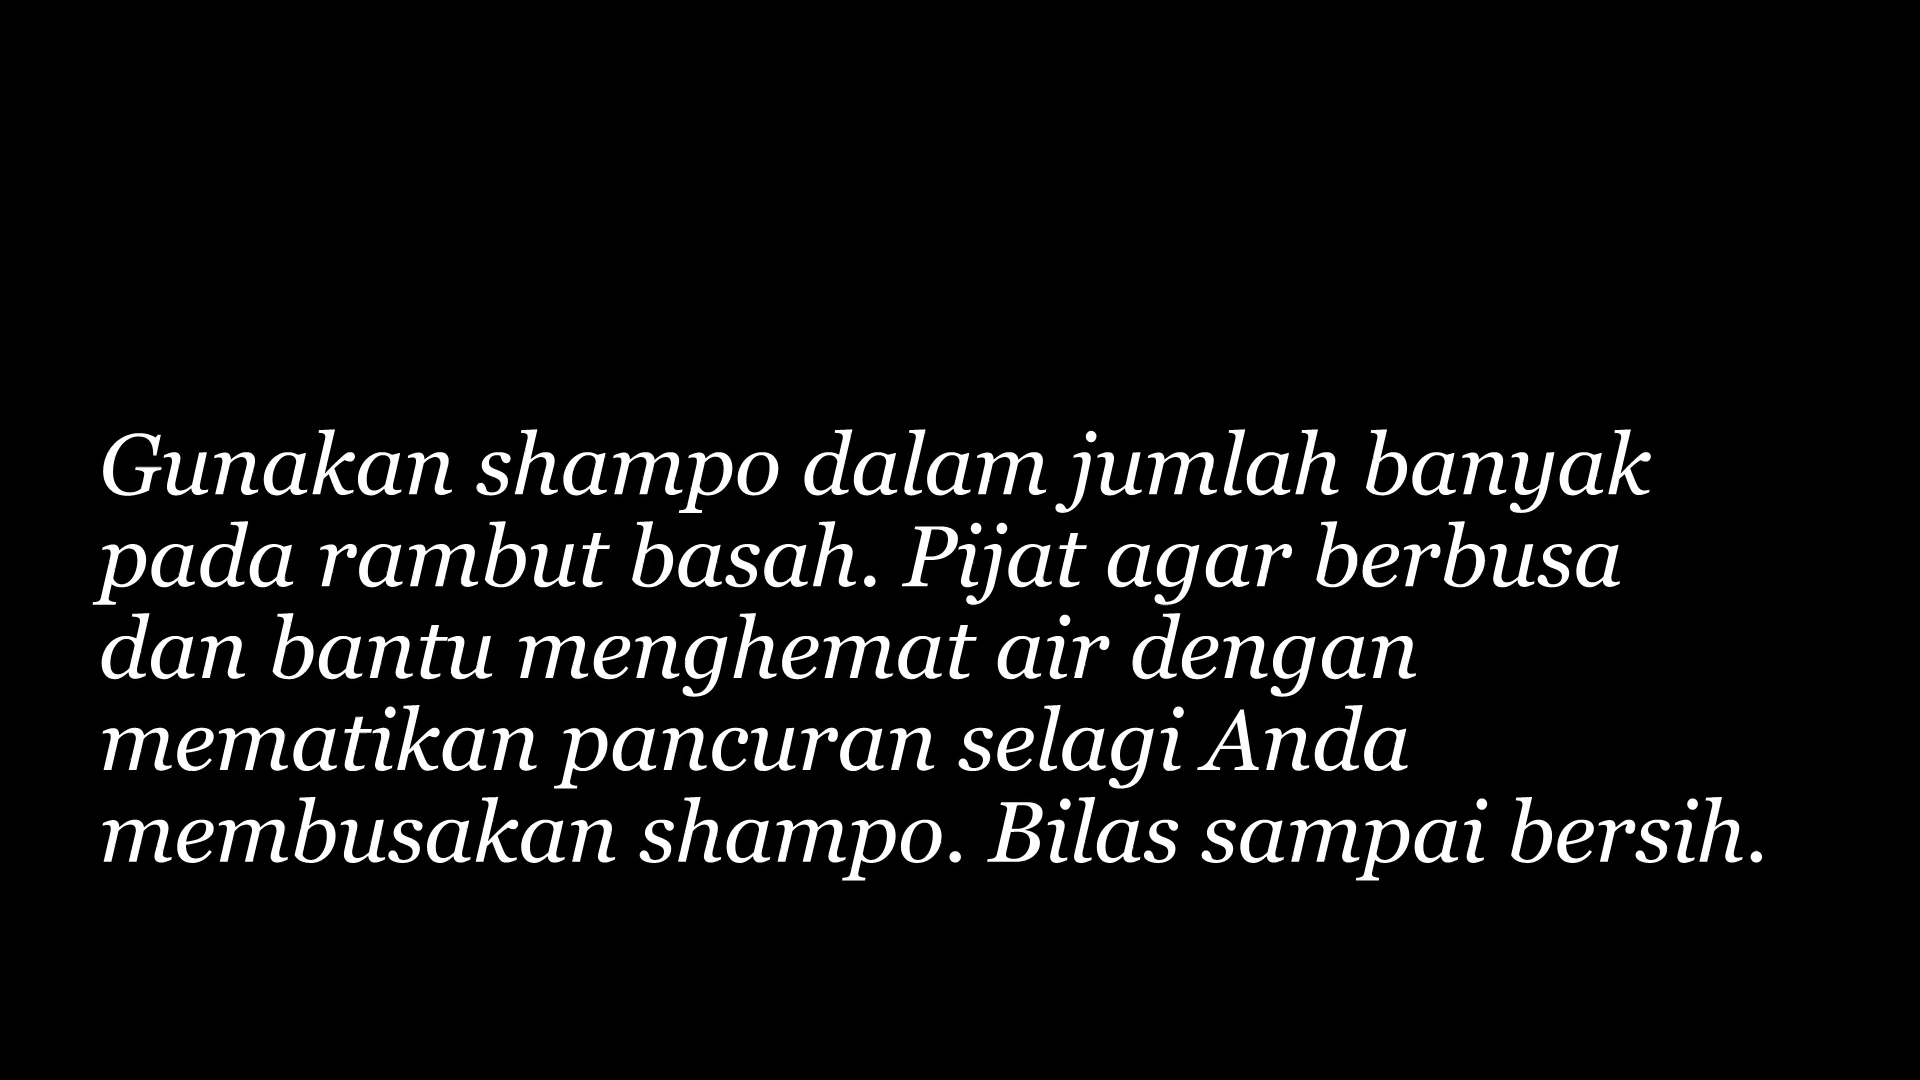 Gunakan shampo dalam jumlah banyak
pada rambut basah. Pijat agar berbusa
dan bantu menghemat air dengan
mematikan pancuran selagi Anda
membusakan shampo. Bilas sampai bersih.